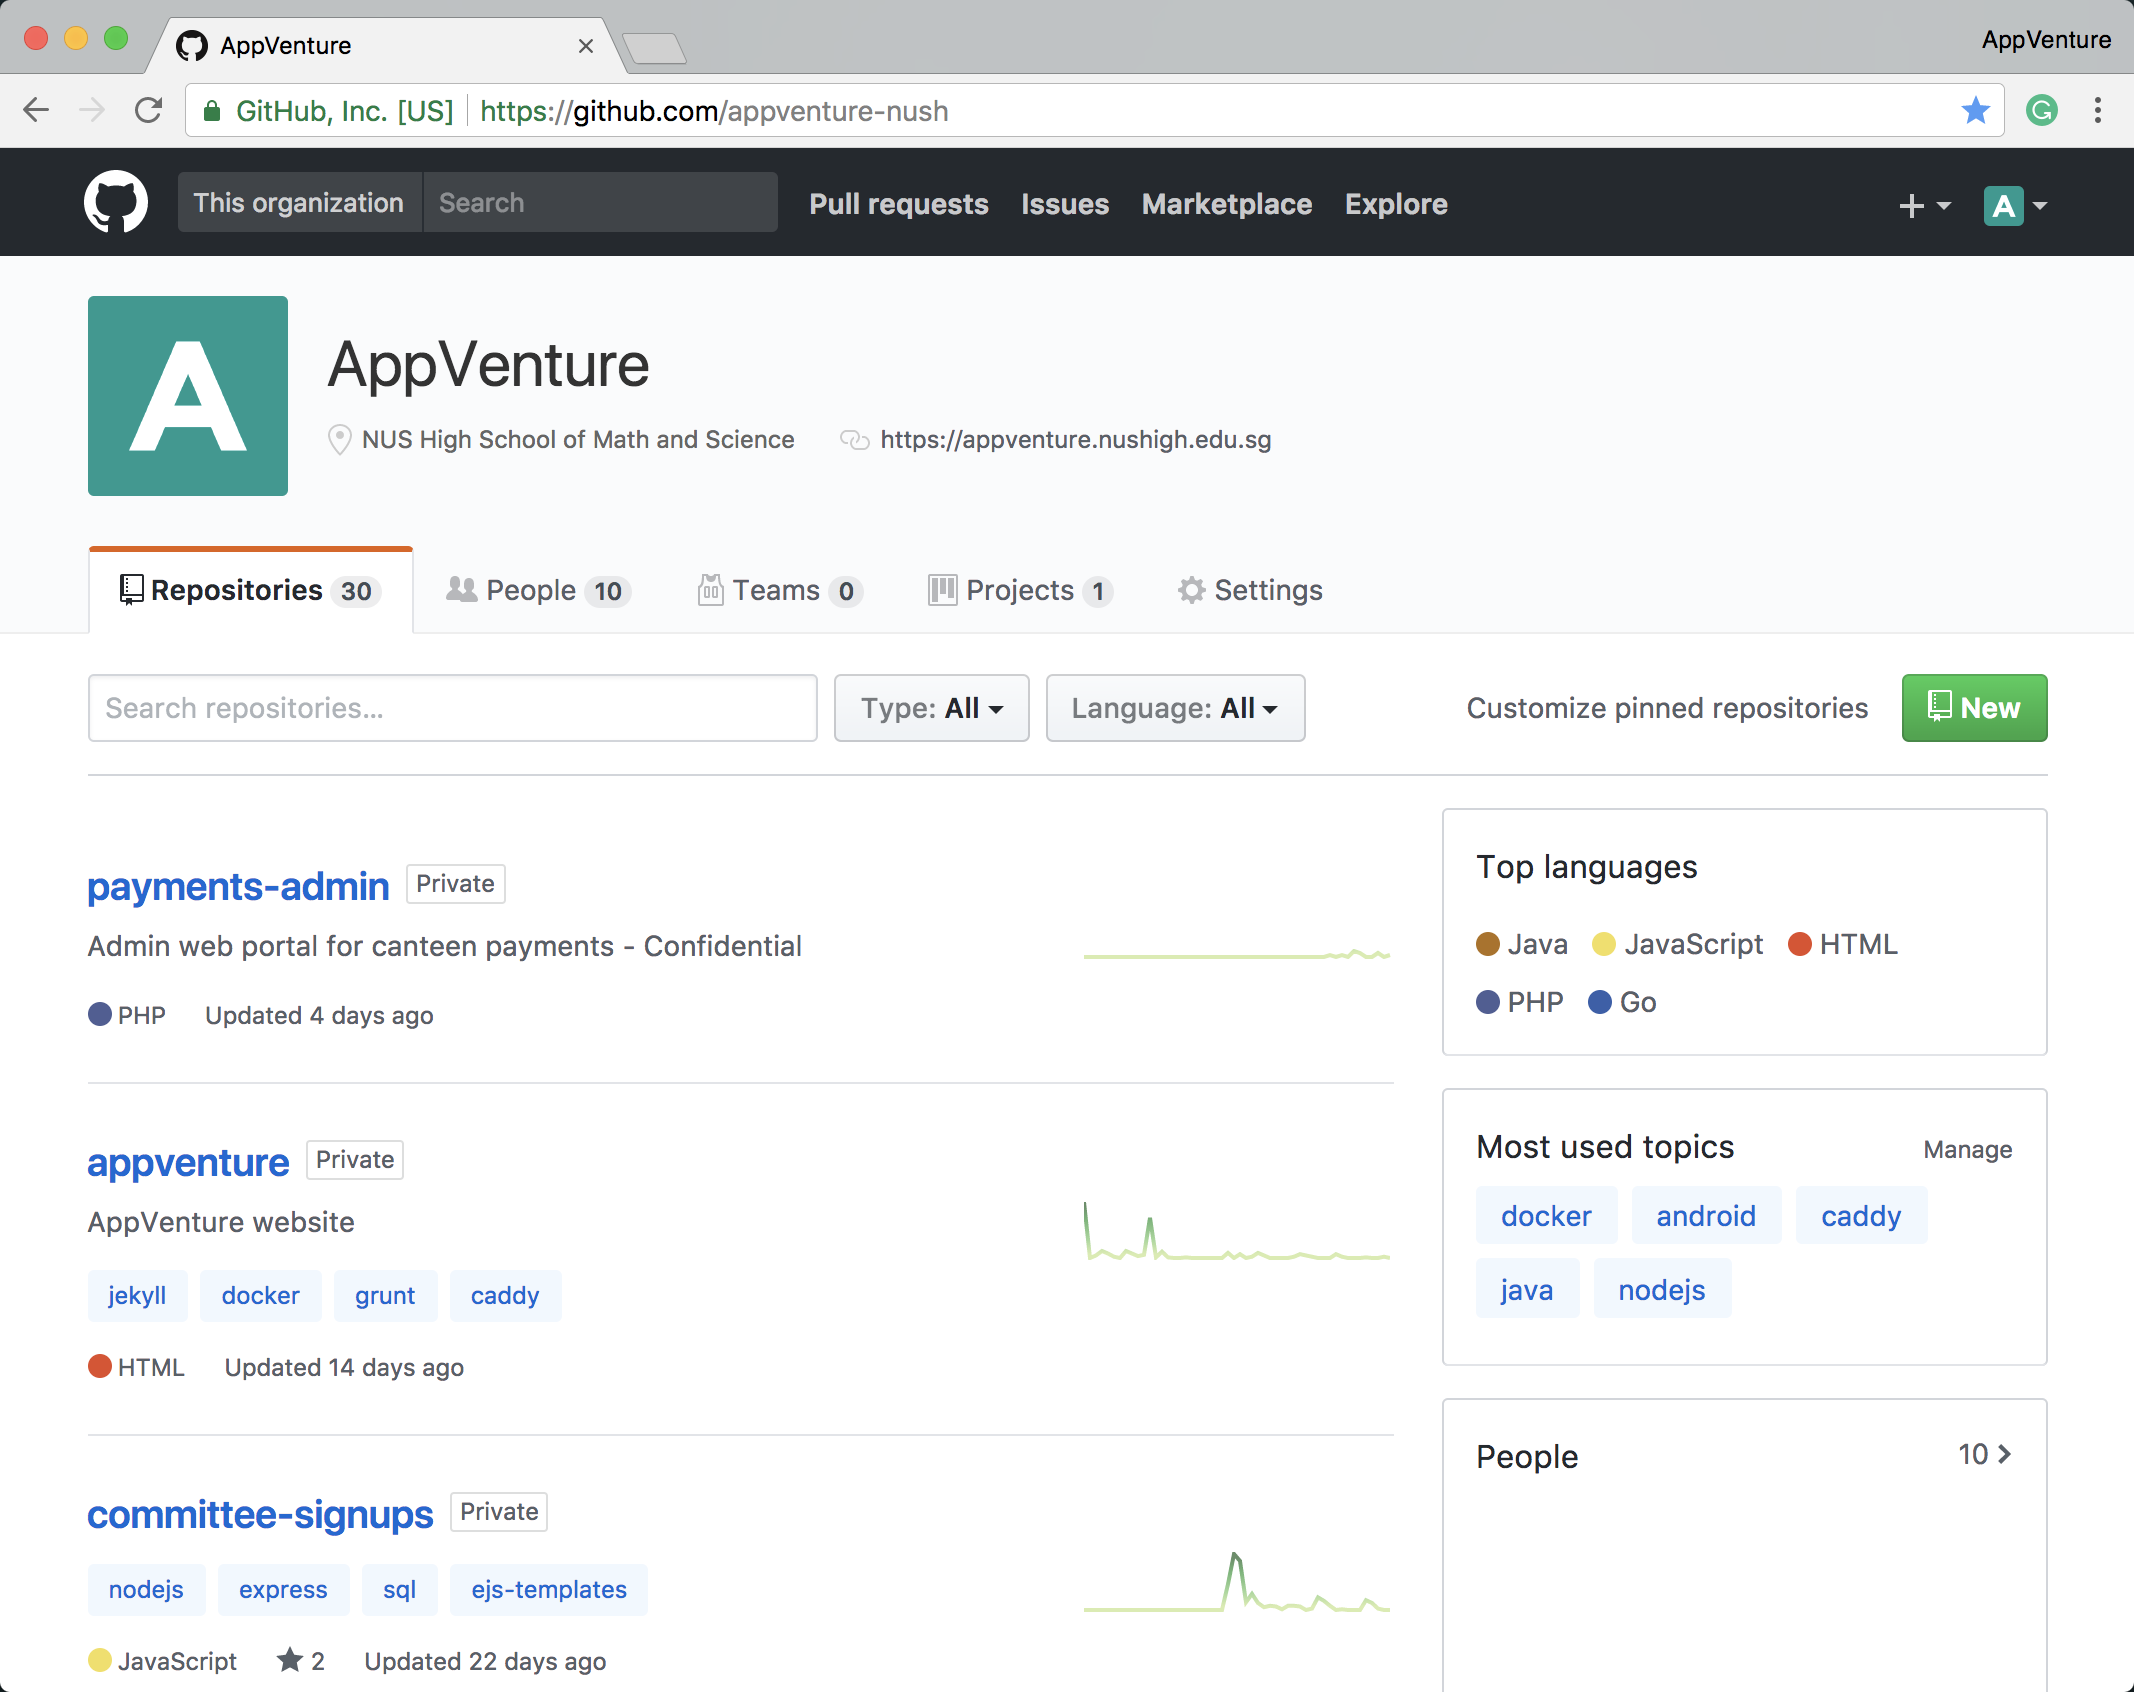 AppVenture
AppVenture
GitHub, Inc. [US] https://github.com/appventure-nush
This organization Search Pull requests Issues Marketplace Explore
A
A
AppVenture
NUS High School of Math and Science https://appventure.nushigh.edu.sg
Repositories 30 People 10 Teams 0 Projects 1 Settings
Search repositories... Type: All Language: All Customize pinned repositories New
payments-admin Private
Admin web portal for canteen payments - Confidential
PHP Updated 4 days ago
appventure Private
AppVenture website
jekyll docker grunt caddy
HTML Updated 14 days ago
committee-signups Private
nodejs express sql ejs-templates
JavaScript 2 Updated 22 days ago
Top languages
Java JavaScript HTML
PHP Go
Most used topics Manage
docker android caddy
java nodejs
People 10